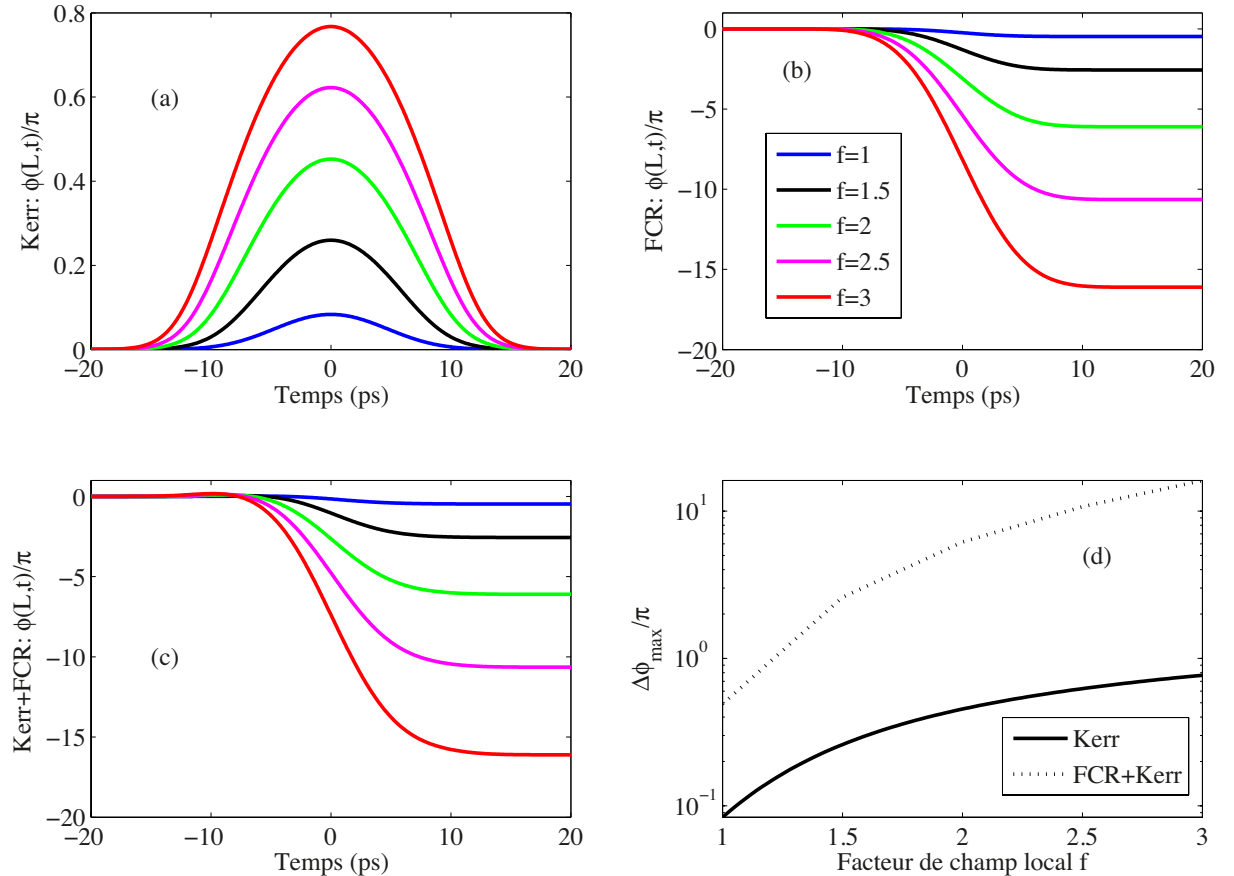 0.8
0.6
0.4
0.2
0
−20
−10
0
10
20
Kerr: ϕ(L,t)/π
Temps (ps)
(a)
0
−5
−10
−15
−20
−20
−10
0
10
20
FCR: ϕ(L,t)/π
Temps (ps)
(b)
f=1
f=1.5
f=2
f=2.5
f=3
0
−5
−10
−15
−20
−20
−10
0
10
20
Kerr+FCR: ϕ(L,t)/π
Temps (ps)
(c)
10¹
10⁰
10⁻¹
1
1.5
2
2.5
3
Δϕmax/π
Facteur de champ local f
(d)
Kerr
FCR+Kerr